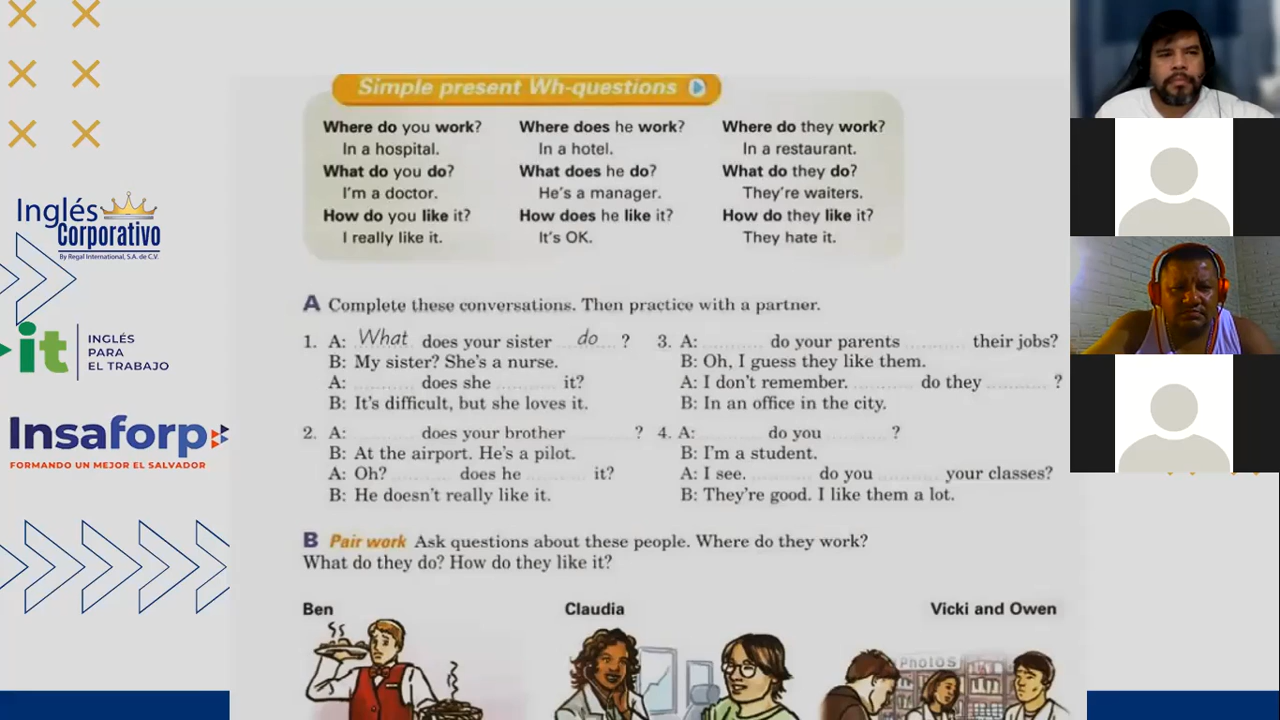 Simple present Wh-questions
Where do you work?
In a hospital.
What do you do?
I'm a doctor.
How do you like it?
I really like it.
Where does he work?
In a hotel.
What does he do?
He's a manager.
How does he like it?
It's OK.
Where do they work?
In a restaurant.
What do they do?
They're waiters.
How do they like it?
They hate it.
A Complete these conversations. Then practice with a partner.
1. A: What does your sister do ?
B: My sister? She's a nurse.
A: ............ does she ............ it?
B: It's difficult, but she loves it.
2. A: ............ does your brother ............ ?
B: At the airport. He's a pilot.
A: Oh? ............ does he ............ it?
B: He doesn't really like it.
3. A: ............ do your parents ............ their jobs?
B: Oh, I guess they like them.
A: I don't remember. ............ do they ............ ?
B: In an office in the city.
4. A: ............ do you ............ ?
B: I'm a student.
A: I see. ............ do you ............ your classes?
B: They're good. I like them a lot.
B Pair work Ask questions about these people. Where do they work?
What do they do? How do they like it?
Ben
Claudia
Vicki and Owen
Photos
Inglés
Corporativo
By Regal International, S.A. de C.V.
it
INGLÉS
PARA
EL TRABAJO
Insaforp
FORMANDO UN MEJOR EL SALVADOR